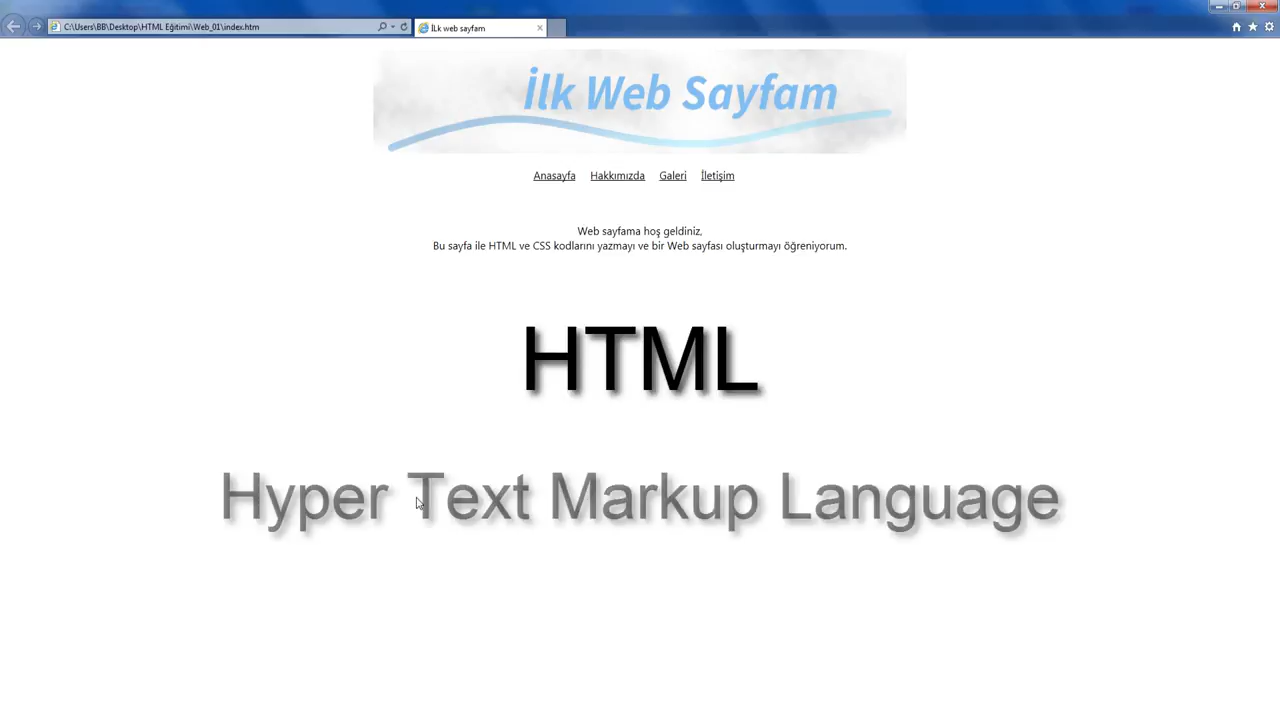 C:\Users\BB\Desktop\HTML Eğitimi\Web_01\index.htm
İLk web sayfam
İlk Web Sayfam
Anasayfa Hakkımızda Galeri İletişim
Web sayfama hoş geldiniz,
Bu sayfa ile HTML ve CSS kodlarını yazmayı ve bir Web sayfası oluşturmayı öğreniyorum.
HTML
Hyper Text Markup Language